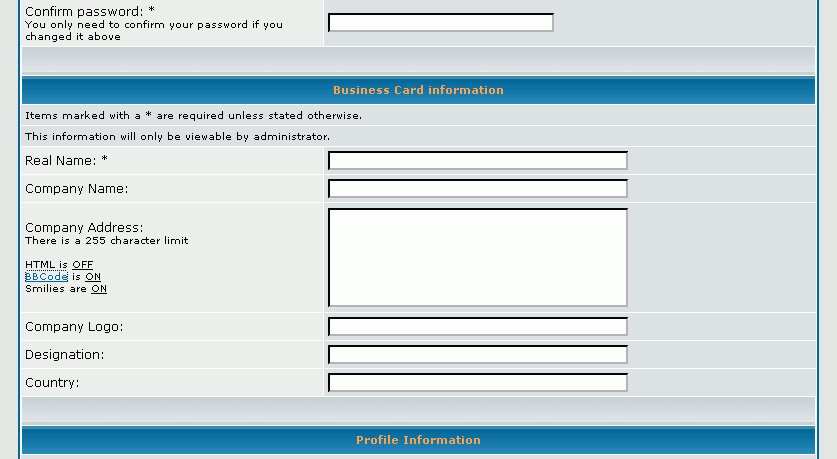 Confirm password: *
You only need to confirm your password if you
changed it above
Business Card information
Items marked with a * are required unless stated otherwise.
This information will only be viewable by administrator.
Real Name: *
Company Name:
Company Address:
There is a 255 character limit
HTML is OFF
BBCode is ON
Smilies are ON
Company Logo:
Designation:
Country:
Profile Information